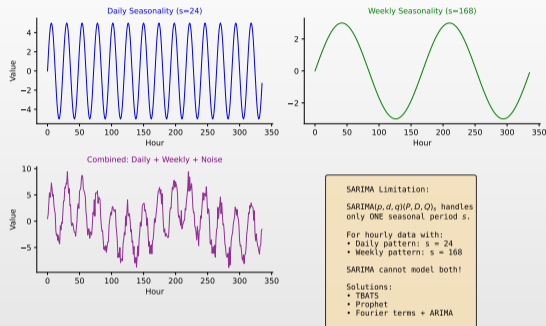 Daily Seasonality (s=24)
Value
4
2
0
−2
−4
0 50 100 150 200 250 300 350
Hour
Weekly Seasonality (s=168)
2
0
−2
0 50 100 150 200 250 300 350
Hour
Combined: Daily + Weekly + Noise
Value
10
5
0
−5
0 50 100 150 200 250 300 350
Hour
SARIMA Limitation:
SARIMA(p, d, q)(P, D, Q)ₛ handles
only ONE seasonal period s.
For hourly data with:
• Daily pattern: s = 24
• Weekly pattern: s = 168
SARIMA cannot model both!
Solutions:
• TBATS
• Prophet
• Fourier terms + ARIMA